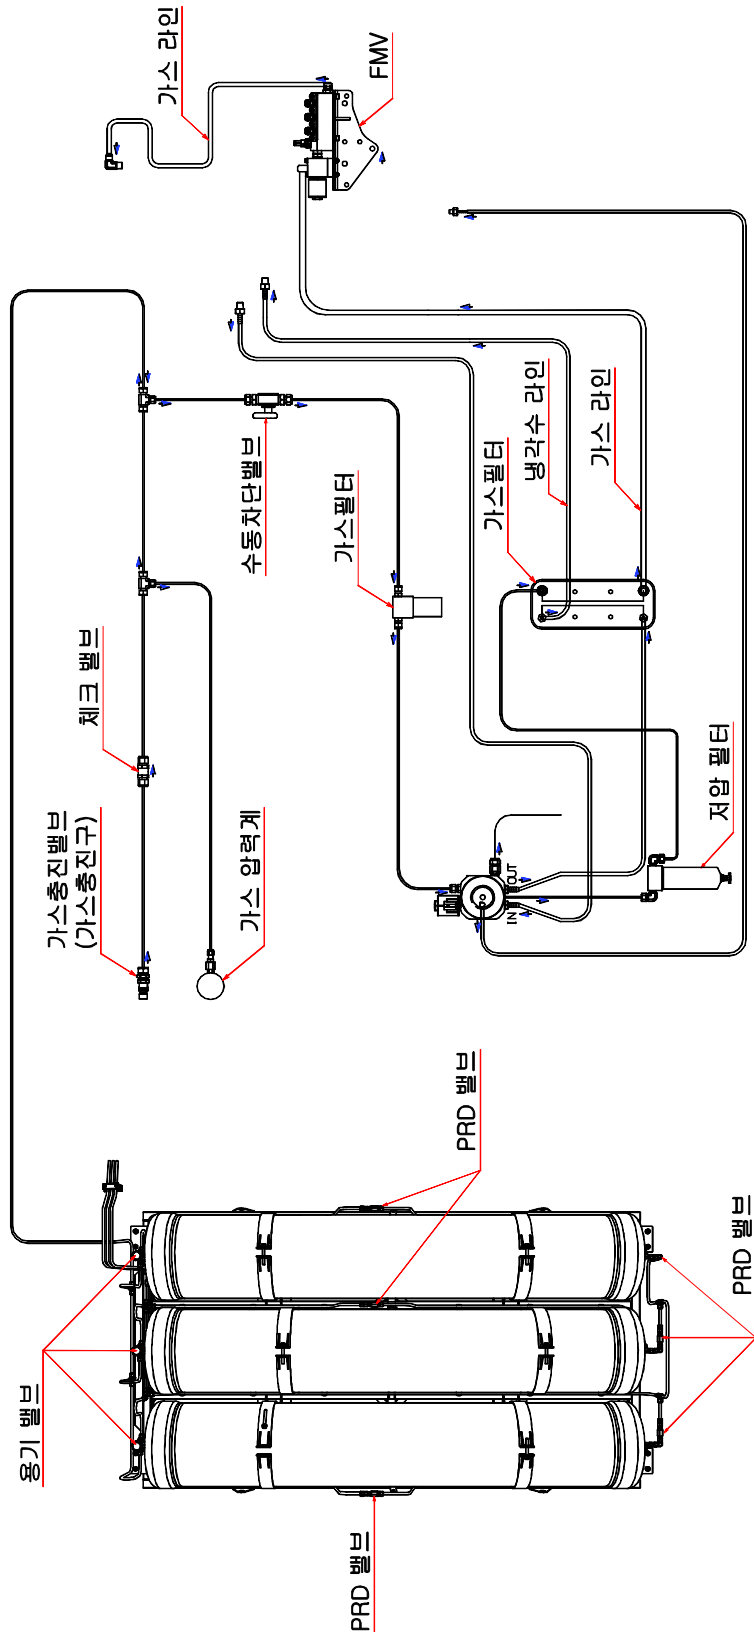 가스 라인
FMV
수동차단밸브
가스필터
가스필터
냉각수 라인
가스 라인
체크 밸브
가스충진밸브
(가스충진구)
가스 압력계
저압 필터
IN
OUT
PRD 밸브
PRD 밸브
용기 밸브
PRD 밸브